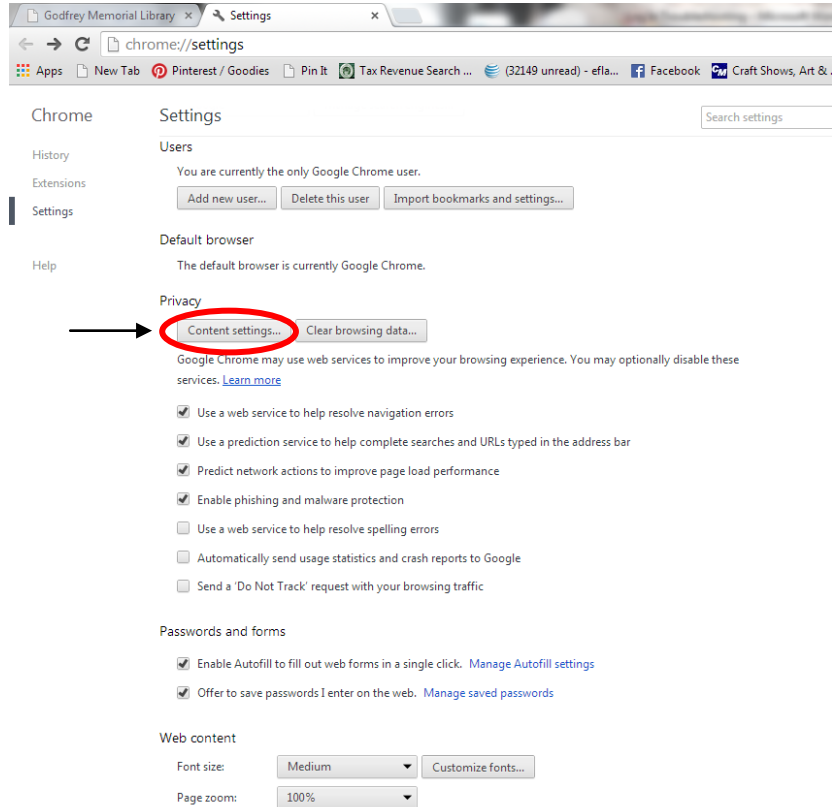 Godfrey Memorial Library × Settings ×
chrome://settings
Apps New Tab Pinterest / Goodies Pin It Tax Revenue Search ... (32149 unread) - efla... Facebook CM Craft Shows, Art &
Chrome Settings Search settings
History
Extensions
Settings
Help
Users
You are currently the only Google Chrome user.
Add new user... Delete this user Import bookmarks and settings...
Default browser
The default browser is currently Google Chrome.
Privacy
Content settings... Clear browsing data...
Google Chrome may use web services to improve your browsing experience. You may optionally disable these
services. Learn more
Use a web service to help resolve navigation errors
Use a prediction service to help complete searches and URLs typed in the address bar
Predict network actions to improve page load performance
Enable phishing and malware protection
Use a web service to help resolve spelling errors
Automatically send usage statistics and crash reports to Google
Send a 'Do Not Track' request with your browsing traffic
Passwords and forms
Enable Autofill to fill out web forms in a single click. Manage Autofill settings
Offer to save passwords I enter on the web. Manage saved passwords
Web content
Font size: Medium Customize fonts...
Page zoom: 100%